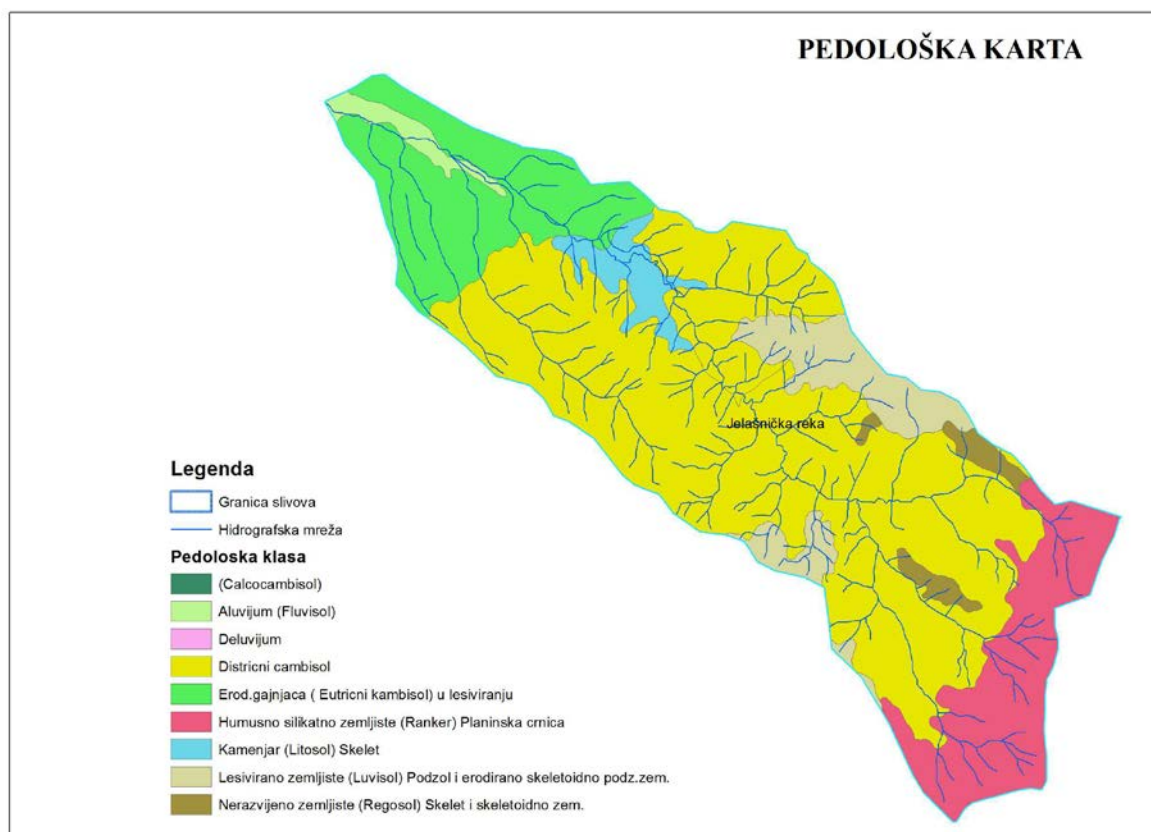 PEDOLOŠKA KARTA
Jelašnička reka
Legenda
Granica slivova
Hidrografska mreža
Pedoloska klasa
(Calcocambisol)
Aluvijum (Fluvisol)
Deluvijum
Districni cambisol
Erod.gajnjaca ( Eutricni kambisol) u lesiviranju
Humusno silikatno zemljiste (Ranker) Planinska crnica
Kamenjar (Litosol) Skelet
Lesivirano zemljiste (Luvisol) Podzol i erodirano skeletoidno podz.zem.
Nerazvijeno zemljiste (Regosol) Skelet i skeletoidno zem.